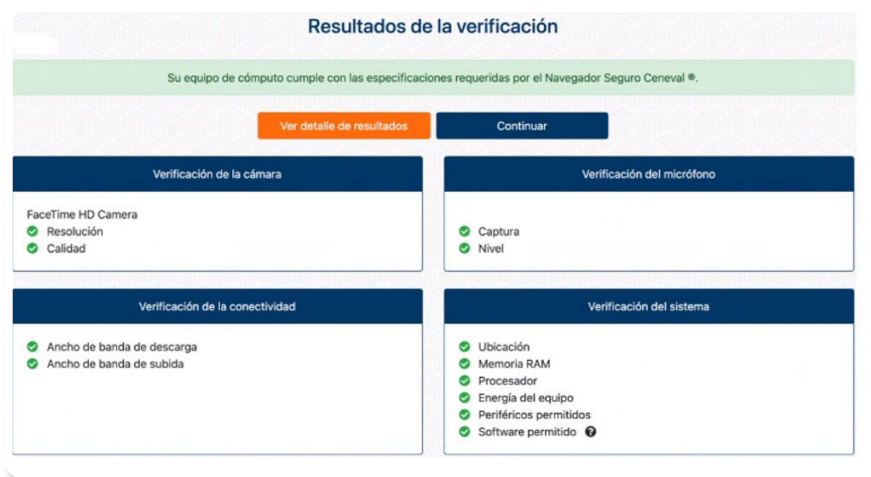 Resultados de la verificación
Su equipo de cómputo cumple con las especificaciones requeridas por el Navegador Seguro Ceneval ®.
Ver detalle de resultados
Continuar
Verificación de la cámara
FaceTime HD Camera
Resolución
Calidad
Verificación del micrófono
Captura
Nivel
Verificación de la conectividad
Ancho de banda de descarga
Ancho de banda de subida
Verificación del sistema
Ubicación
Memoria RAM
Procesador
Energía del equipo
Periféricos permitidos
Software permitido ?